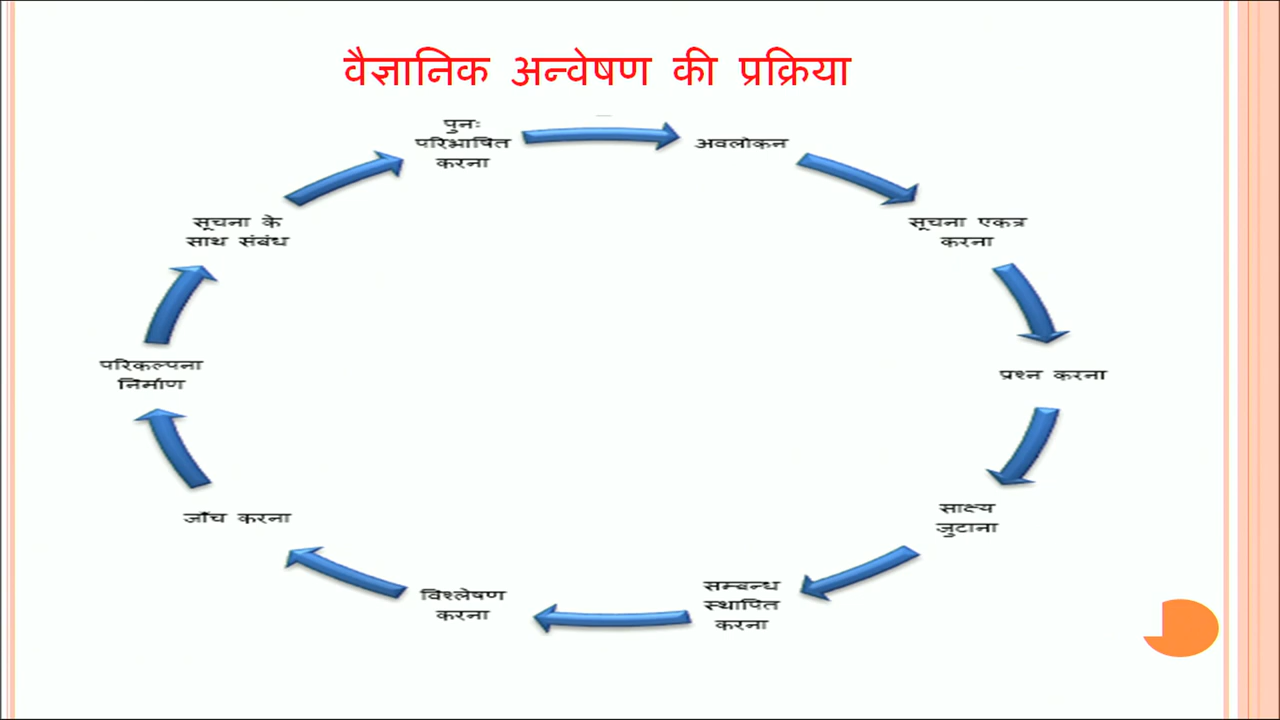 वैज्ञानिक अन्वेषण की प्रक्रिया
पुनः
परिभाषित
करना
अवलोकन
सूचना एकत्र
करना
प्रश्न करना
साक्ष्य
जुटाना
सम्बन्ध
स्थापित
करना
विश्लेषण
करना
जाँच करना
परिकल्पना
निर्माण
सूचना के
साथ संबंध